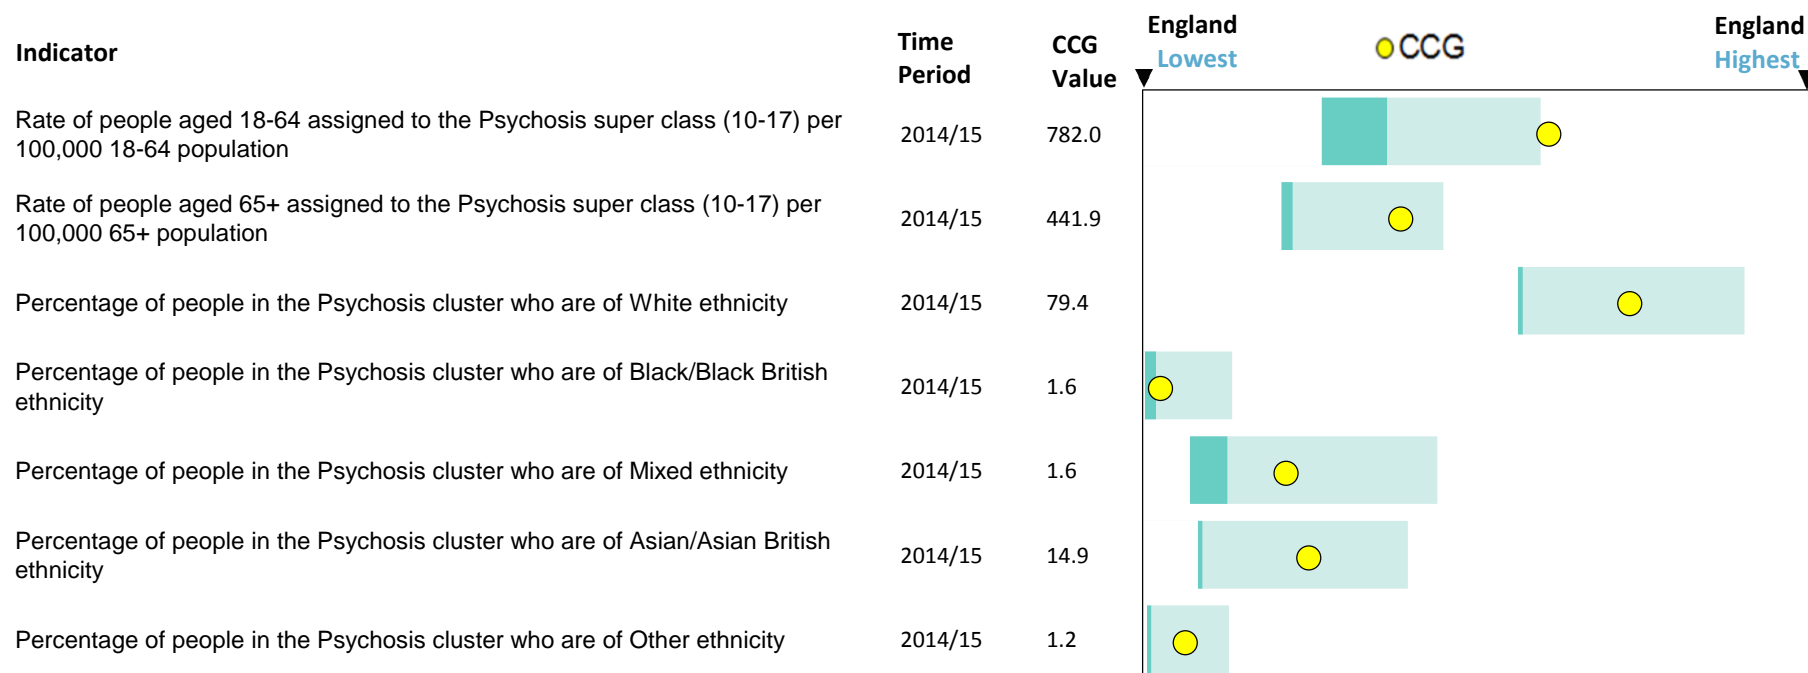 Indicator
Time Period
CCG Value
England Lowest
CCG
England Highest
Rate of people aged 18-64 assigned to the Psychosis super class (10-17) per
100,000 18-64 population
2014/15
782.0
Rate of people aged 65+ assigned to the Psychosis super class (10-17) per
100,000 65+ population
2014/15
441.9
Percentage of people in the Psychosis cluster who are of White ethnicity
2014/15
79.4
Percentage of people in the Psychosis cluster who are of Black/Black British
ethnicity
2014/15
1.6
Percentage of people in the Psychosis cluster who are of Mixed ethnicity
2014/15
1.6
Percentage of people in the Psychosis cluster who are of Asian/Asian British
ethnicity
2014/15
14.9
Percentage of people in the Psychosis cluster who are of Other ethnicity
2014/15
1.2